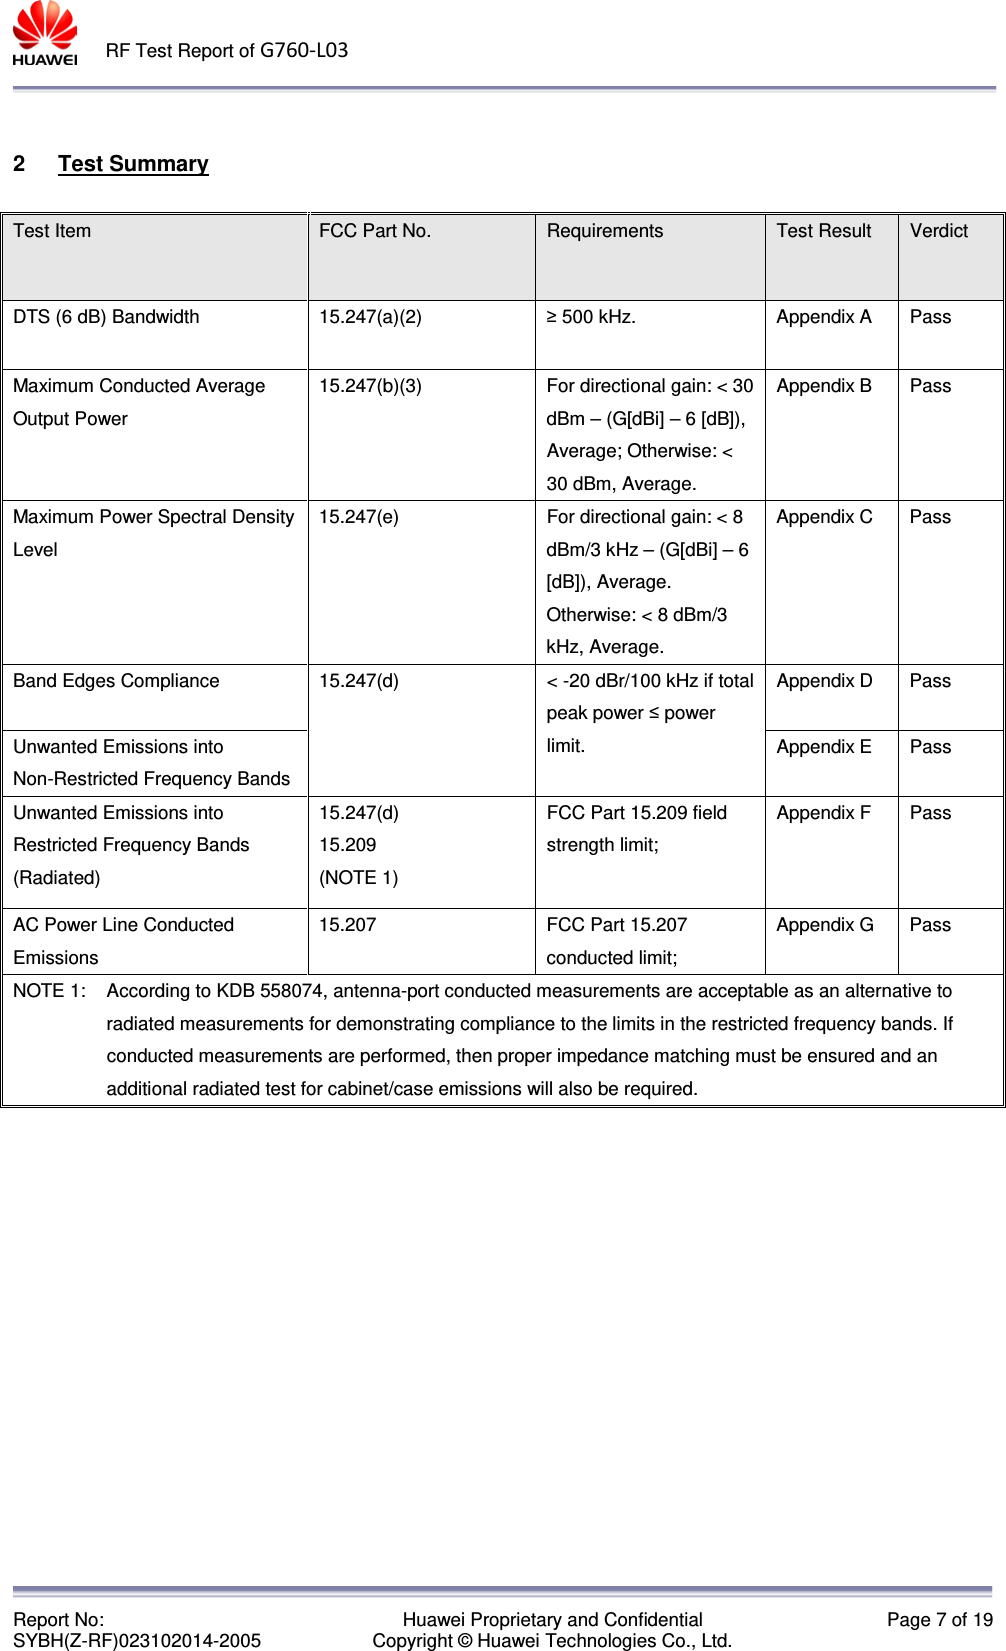 HUAWEI
RF Test Report of G760-L03
2 Test Summary
Test Item FCC Part No. Requirements Test Result Verdict
DTS (6 dB) Bandwidth 15.247(a)(2) ≥ 500 kHz. Appendix A Pass
Maximum Conducted Average 15.247(b)(3) For directional gain: < 30 Appendix B Pass
Output Power dBm – (G[dBi] – 6 [dB]),
Average; Otherwise: <
30 dBm, Average.
Maximum Power Spectral Density 15.247(e) For directional gain: < 8 Appendix C Pass
Level dBm/3 kHz – (G[dBi] – 6
[dB]), Average.
Otherwise: < 8 dBm/3
kHz, Average.
Band Edges Compliance 15.247(d) < -20 dBr/100 kHz if total Appendix D Pass
peak power ≤ power
Unwanted Emissions into limit. Appendix E Pass
Non-Restricted Frequency Bands
Unwanted Emissions into 15.247(d) FCC Part 15.209 field Appendix F Pass
Restricted Frequency Bands 15.209 strength limit;
(Radiated) (NOTE 1)
AC Power Line Conducted 15.207 FCC Part 15.207 Appendix G Pass
Emissions conducted limit;
NOTE 1: According to KDB 558074, antenna-port conducted measurements are acceptable as an alternative to
radiated measurements for demonstrating compliance to the limits in the restricted frequency bands. If
conducted measurements are performed, then proper impedance matching must be ensured and an
additional radiated test for cabinet/case emissions will also be required.
Report No: Huawei Proprietary and Confidential Page 7 of 19
SYBH(Z-RF)023102014-2005 Copyright © Huawei Technologies Co., Ltd.